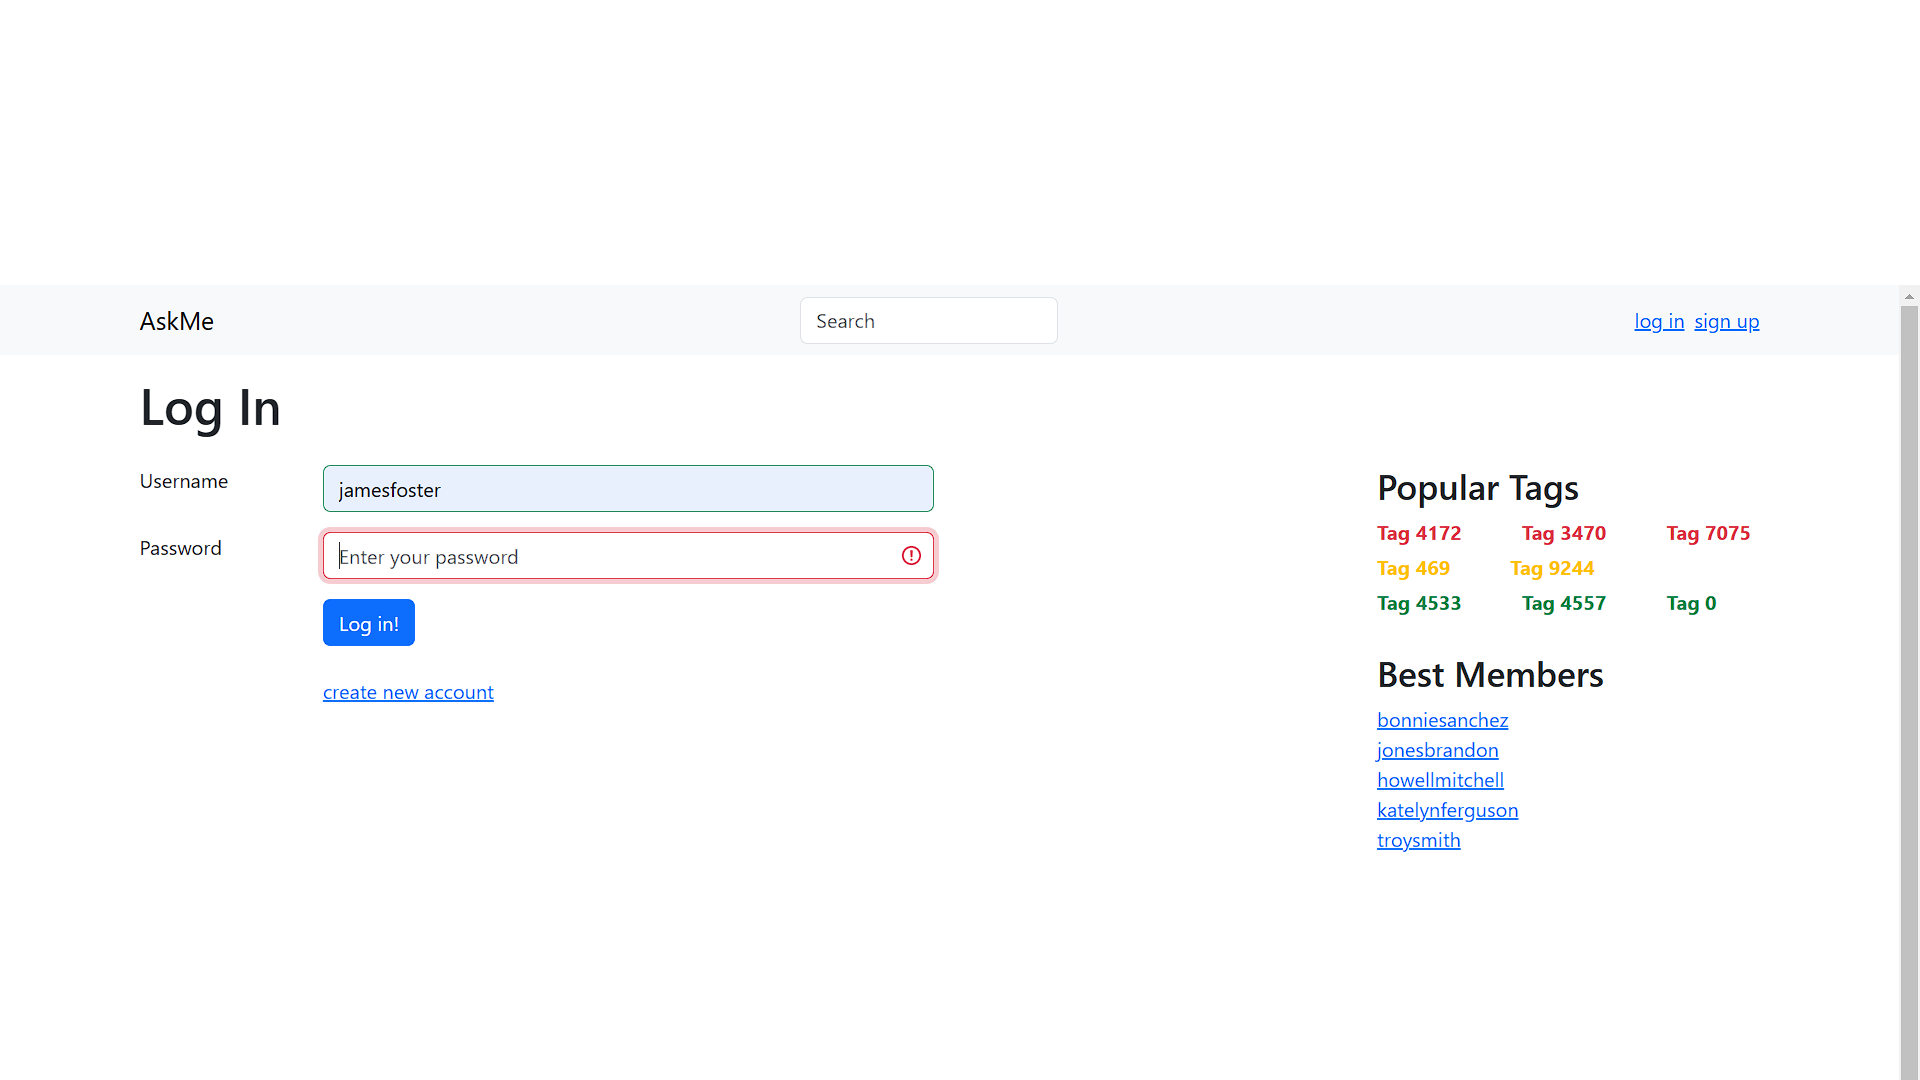 AskMe Search log in sign up
Log In
Username jamesfoster
Password Enter your password
Log in!
create new account
Popular Tags
Tag 4172 Tag 3470 Tag 7075
Tag 469 Tag 9244
Tag 4533 Tag 4557 Tag 0
Best Members
bonniesanchez
jonesbrandon
howellmitchell
katelynferguson
troysmith